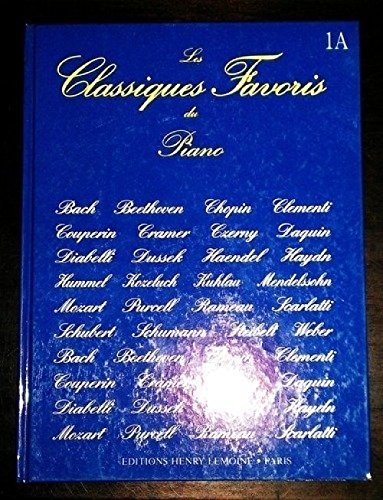 1A
Les
Classiques Favoris
du
Piano
Bach Beethoven Chopin Clementi
Couperin Cramer Czerny Daquin
Diabelli Dussek Haendel Haydn
Hummel Kozeluch Kuhlau Mendelssohn
Mozart Purcell Rameau Scarlatti
Schubert Schumann Steibelt Weber
Bach Beethoven Clementi
Couperin Cramer Daquin
Diabelli Dussek Haydn
Mozart Purcell Rameau Scarlatti
EDITIONS HENRY LEMOINE • PARIS